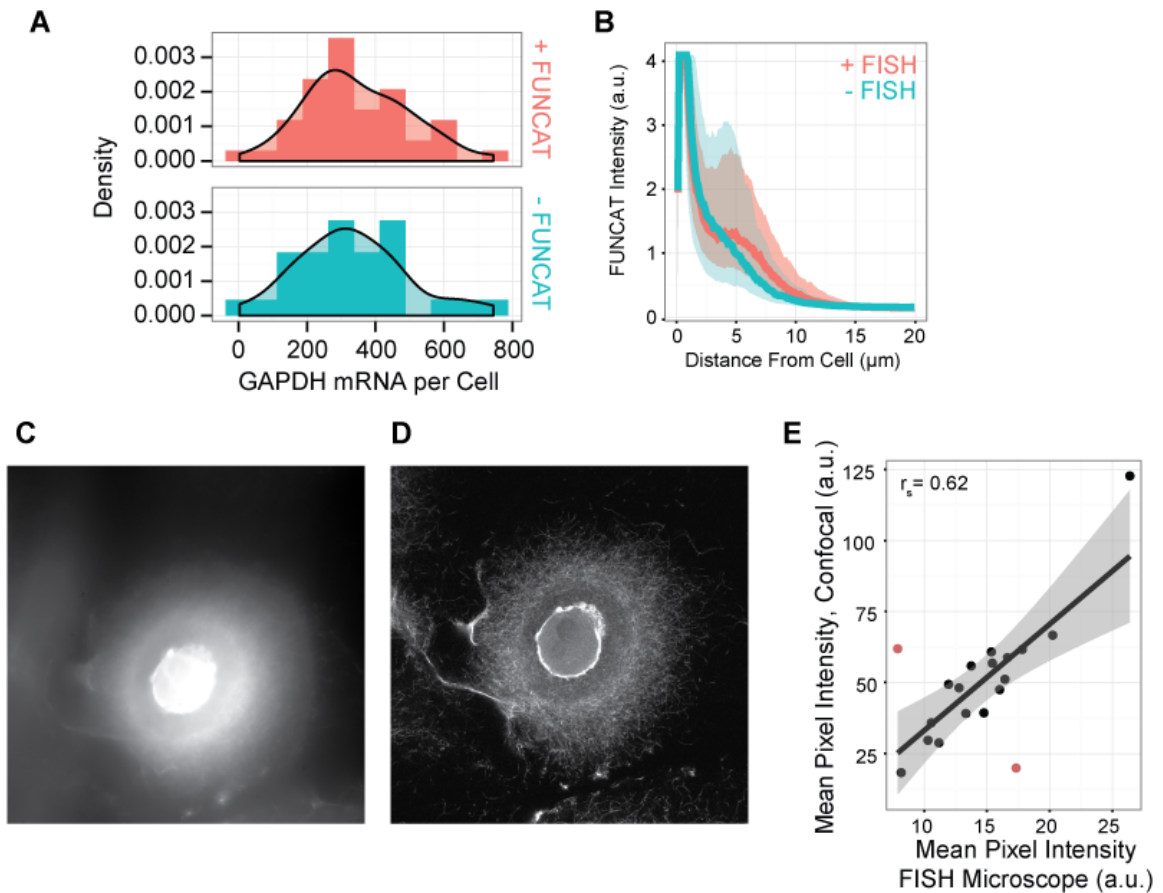 A
0.003
0.002
0.001
0.000
+ FUNCAT
0.003
0.002
0.001
0.000
- FUNCAT
Density
0 200 400 600 800
GAPDH mRNA per Cell
B
+ FISH
- FISH
4
3
2
1
0
FUNCAT Intensity (a.u.)
0 5 10 15 20
Distance From Cell (µm)
C
D
E
rs= 0.62
125
100
75
50
25
Mean Pixel Intensity, Confocal (a.u.)
10 15 20 25
Mean Pixel Intensity
FISH Microscope (a.u.)